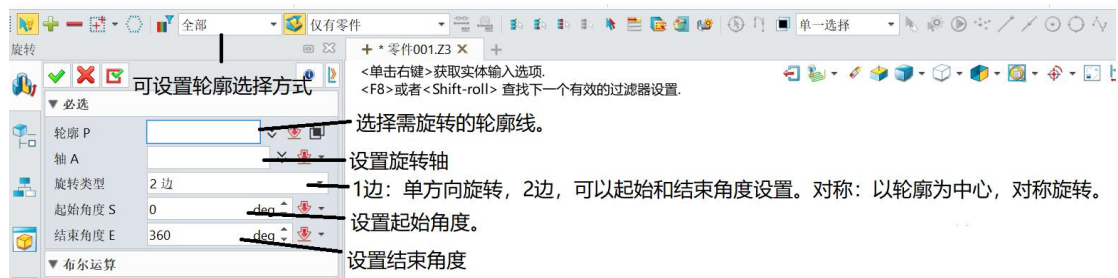 全部
仅有零件
单一选择
旋转
* 零件001.Z3
可设置轮廓选择方式
<单击右键>获取实体输入选项.
<F8>或者<Shift-roll> 查找下一个有效的过滤器设置.
必选
轮廓 P
选择需旋转的轮廓线。
轴 A
设置旋转轴
旋转类型 2 边
1边：单方向旋转，2边，可以起始和结束角度设置。对称：以轮廓为中心，对称旋转。
起始角度 S 0 deg
设置起始角度。
结束角度 E 360 deg
设置结束角度
布尔运算